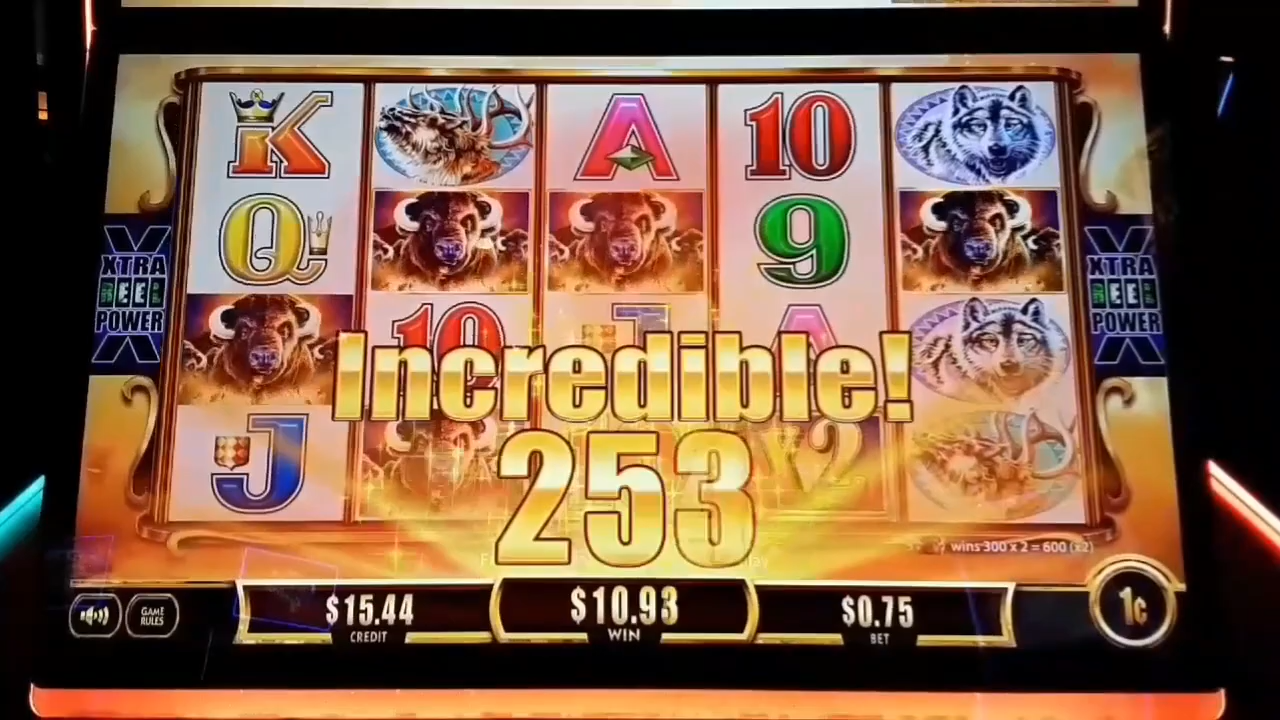 K A 10
Q 9
XTRA REEL POWER
XTRA REEL POWER
10 J A
Incredible!
J
X2
253
wins 300 x 2 = 600 (x2)
GAME RULES
$15.44
$10.93
$0.75
1¢
CREDIT
WIN
BET